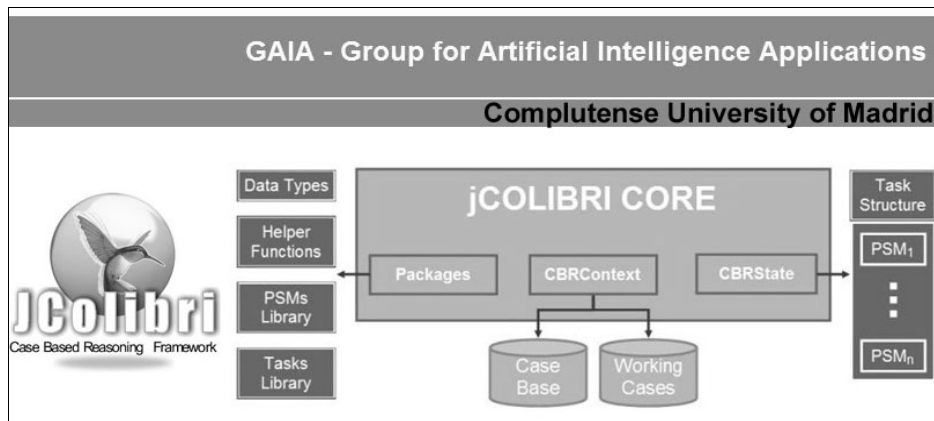 GAIA - Group for Artificial Intelligence Applications
Complutense University of Madrid
JColibri
Case Based Reasoning Framework
Data Types
Helper
Functions
PSMs
Library
Tasks
Library
jCOLIBRI CORE
Packages
CBRContext
CBRState
Case
Base
Working
Cases
Task
Structure
PSM₁
PSMₙ